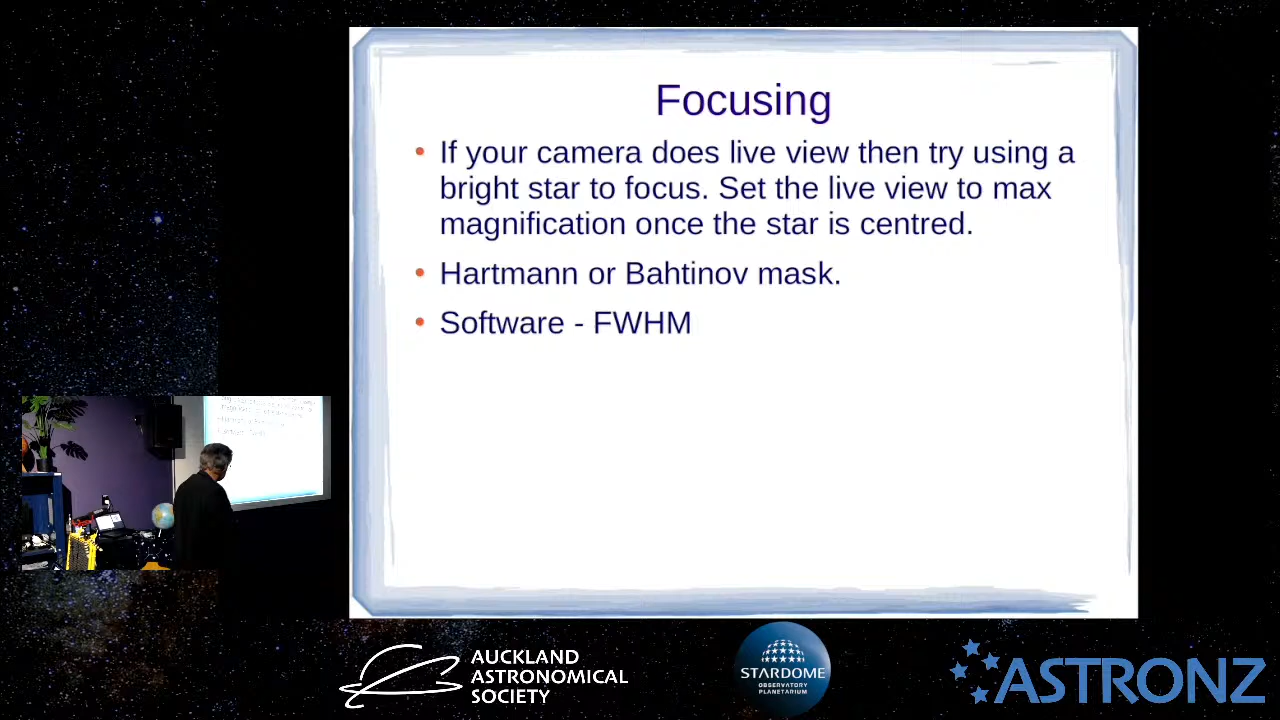 Focusing
• If your camera does live view then try using a
bright star to focus. Set the live view to max
magnification once the star is centred.
• Hartmann or Bahtinov mask.
• Software - FWHM
AUCKLAND
ASTRONOMICAL
SOCIETY
STARDOME
OBSERVATORY
PLANETARIUM
ASTRONZ